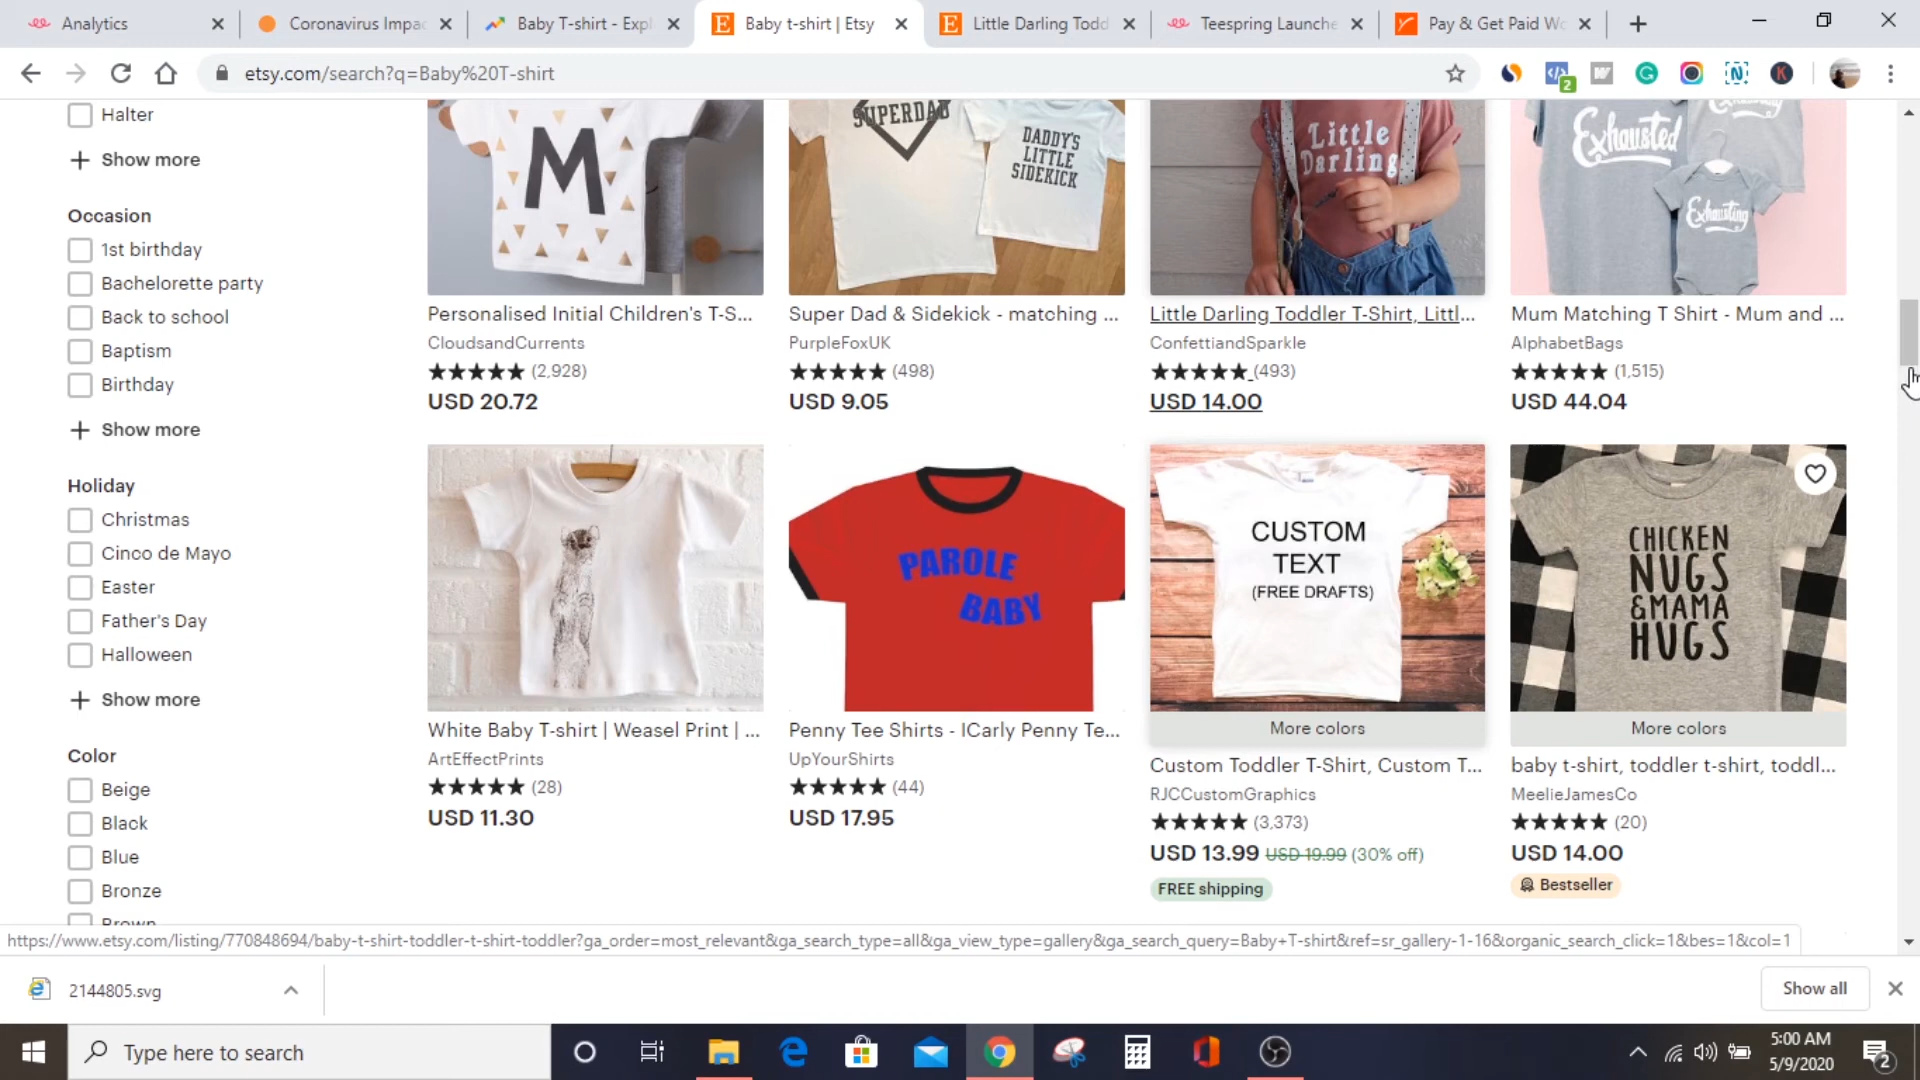 Analytics
Coronavirus Impac
Baby T-shirt - Expl
Baby t-shirt | Etsy
Little Darling Todd
Teespring Launche
Pay & Get Paid Wo
etsy.com/search?q=Baby%20T-shirt
2
Halter
Show more
Occasion
1st birthday
Bachelorette party
Back to school
Baptism
Birthday
Show more
Holiday
Christmas
Cinco de Mayo
Easter
Father's Day
Halloween
Show more
Color
Beige
Black
Blue
Bronze
Brown
M
Personalised Initial Children's T-S...
CloudsandCurrents
(2,928)
USD 20.72
SUPERDAD
DADDY'S
LITTLE
SIDEKICK
Super Dad & Sidekick - matching ...
PurpleFoxUK
(498)
USD 9.05
Little
Darling
Little Darling Toddler T-Shirt, Littl...
ConfettiandSparkle
(493)
USD 14.00
Exhausted
Exhausting
Mum Matching T Shirt - Mum and ...
AlphabetBags
(1,515)
USD 44.04
White Baby T-shirt | Weasel Print | ...
ArtEffectPrints
(28)
USD 11.30
PAROLE
BABY
Penny Tee Shirts - ICarly Penny Te...
UpYourShirts
(44)
USD 17.95
CUSTOM
TEXT
(FREE DRAFTS)
More colors
Custom Toddler T-Shirt, Custom T...
RJCCustomGraphics
(3,373)
USD 13.99 USD 19.99 (30% off)
FREE shipping
CHICKEN
NUGS
&MAMA
HUGS
More colors
baby t-shirt, toddler t-shirt, toddl...
MeelieJamesCo
(20)
USD 14.00
Bestseller
https://www.etsy.com/listing/770848694/baby-t-shirt-toddler-t-shirt-toddler?ga_order=most_relevant&ga_search_type=all&ga_view_type=gallery&ga_search_query=Baby+T-shirt&ref=sr_gallery-1-16&organic_search_click=1&bes=1&col=1
2144805.svg
Show all
Type here to search
5:00 AM
5/9/2020
2